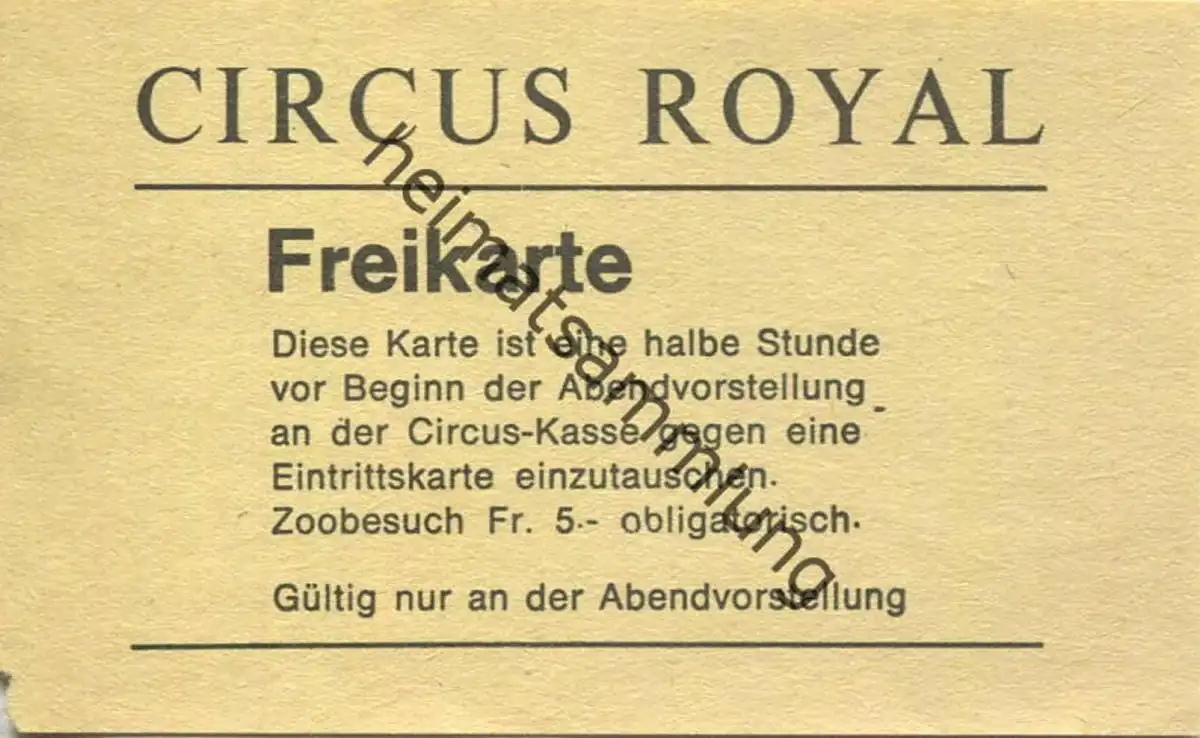 CIRCUS ROYAL
Freikarte
Diese Karte ist eine halbe Stunde
vor Beginn der Abendvorstellung
an der Circus-Kasse gegen eine
Eintrittskarte einzutauschen.
Zoobesuch Fr. 5.- obligatorisch.
Gültig nur an der Abendvorstellung
heimatsammlung